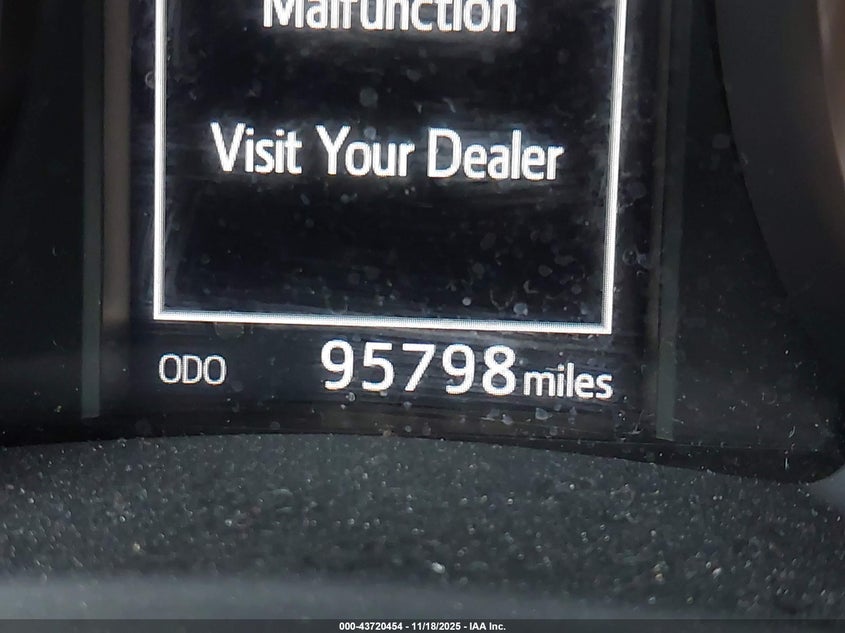 Malfunction
Visit Your Dealer
ODO 95798 miles
000-43720454 - 11/18/2025 - IAA Inc.